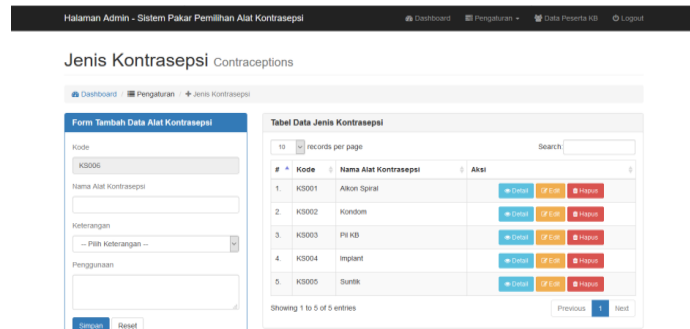 Halaman Admin - Sistem Pakar Pemilihan Alat Kontrasepsi
Dashboard Pengaturan Data Peserta KB Logout
Jenis Kontrasepsi Contraceptions
Dashboard / Pengaturan / Jenis Kontrasepsi
Form Tambah Data Alat Kontrasepsi
Kode
KS006
Nama Alat Kontrasepsi
Keterangan
-- Pilih Keterangan --
Penggunaan
Simpan Reset
Tabel Data Jenis Kontrasepsi
10 records per page Search:
# Kode Nama Alat Kontrasepsi Aksi
1. KS001 Alkon Spiral Detail Edit Hapus
2. KS002 Kondom Detail Edit Hapus
3. KS003 Pil KB Detail Edit Hapus
4. KS004 Implant Detail Edit Hapus
5. KS005 Suntik Detail Edit Hapus
Showing 1 to 5 of 5 entries
Previous 1 Next